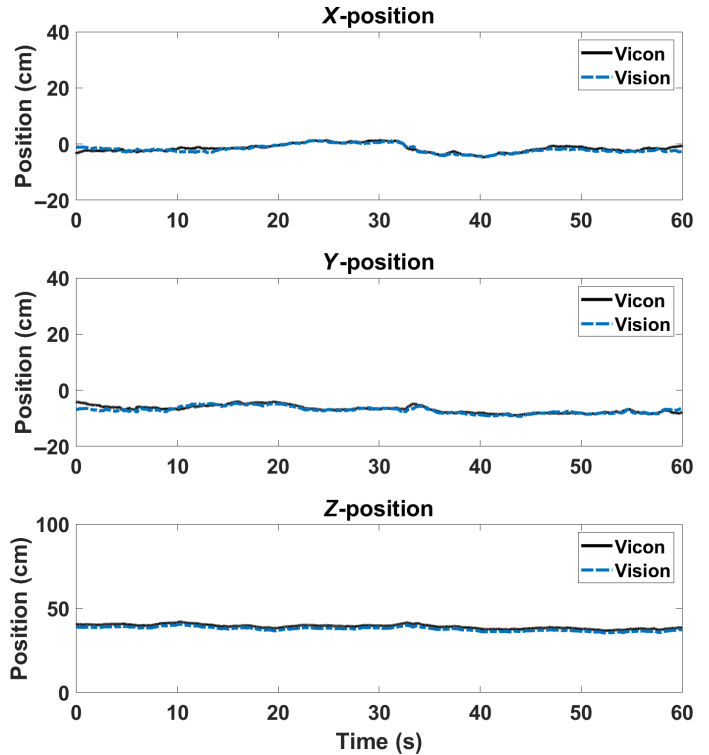 X-position
Position (cm)
40
20
0
–20
Vicon
Vision
0 10 20 30 40 50 60
Y-position
Position (cm)
40
20
0
–20
Vicon
Vision
0 10 20 30 40 50 60
Z-position
Position (cm)
100
50
0
Vicon
Vision
0 10 20 30 40 50 60
Time (s)